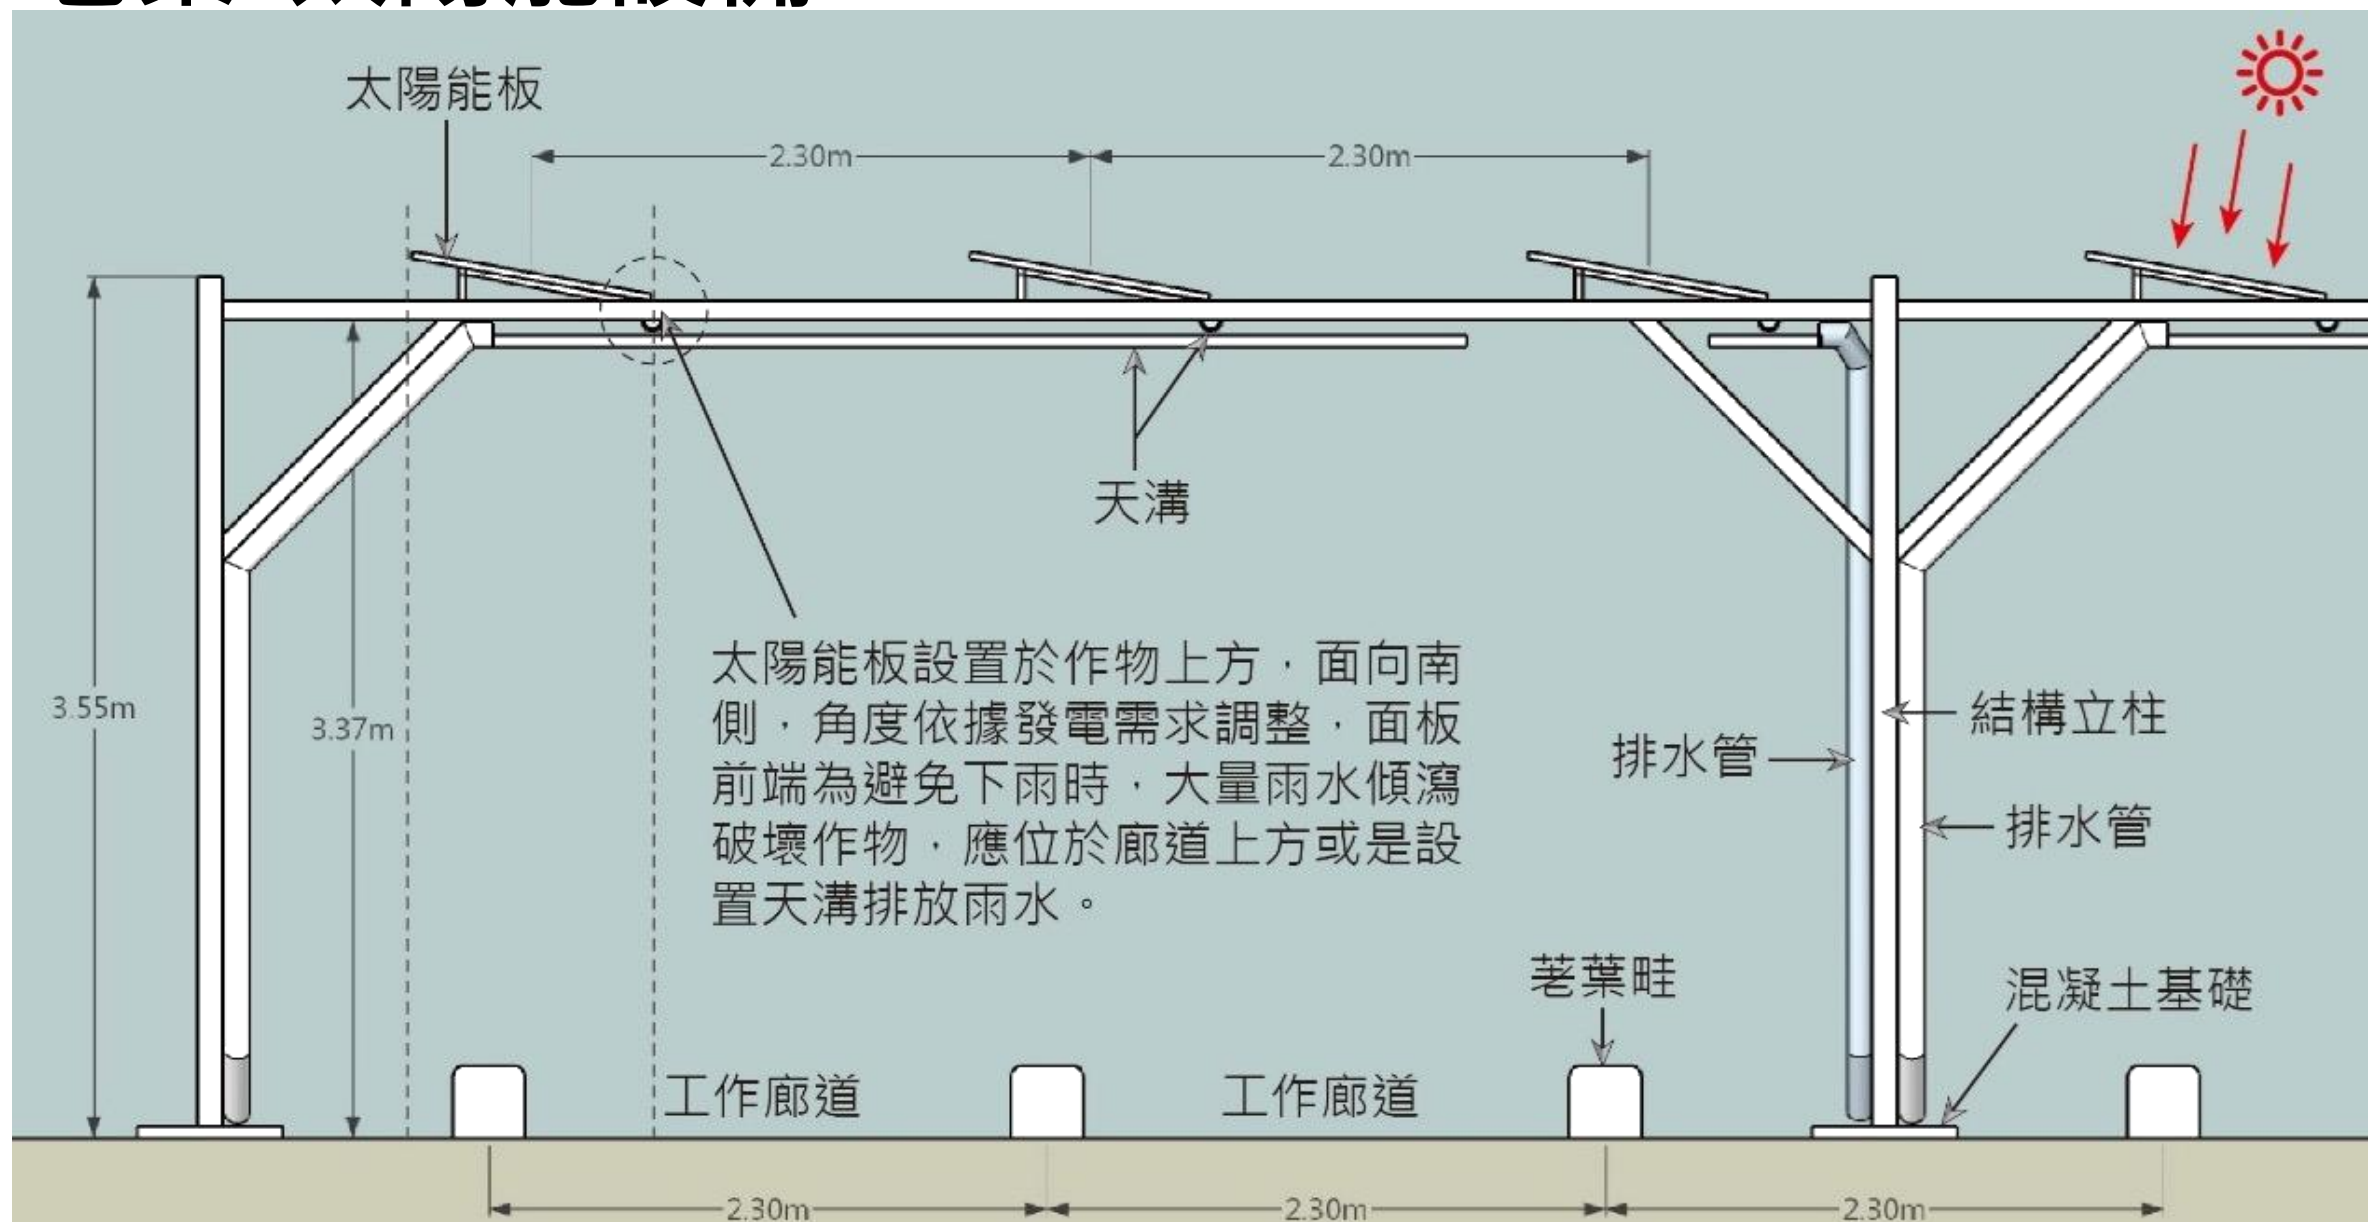 太陽能板
2.30m
2.30m
天溝
3.55m
3.37m
太陽能板設置於作物上方，面向南
側，角度依據發電需求調整，面板
前端為避免下雨時，大量雨水傾瀉
破壞作物，應位於廊道上方或是設
置天溝排放雨水。
結構立柱
排水管
排水管
荖葉畦
混凝土基礎
工作廊道
工作廊道
2.30m
2.30m
2.30m